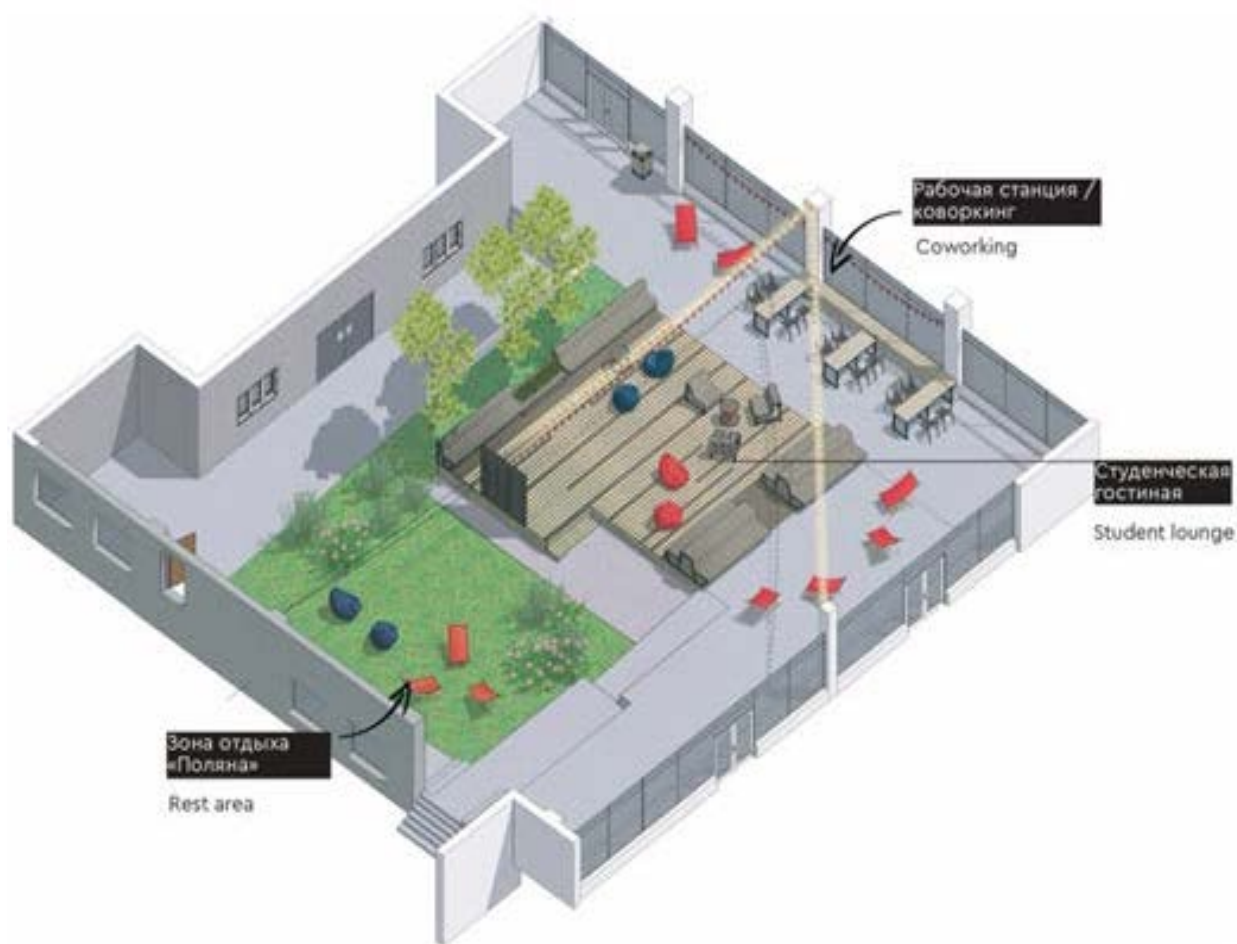 Рабочая станция /
коворкинг
Coworking
Студенческая
гостиная
Student lounge
Зона отдыха
«Поляна»
Rest area